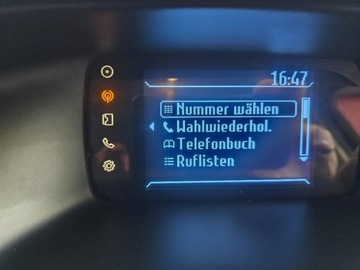 16:47
Nummer wählen
Wahlwiederhol.
Telefonbuch
Ruflisten